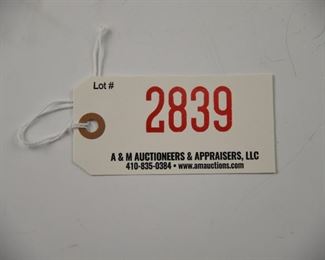 Lot #
2839
A & M AUCTIONEERS & APPRAISERS, LLC
410-835-0384 • www.amauctions.com